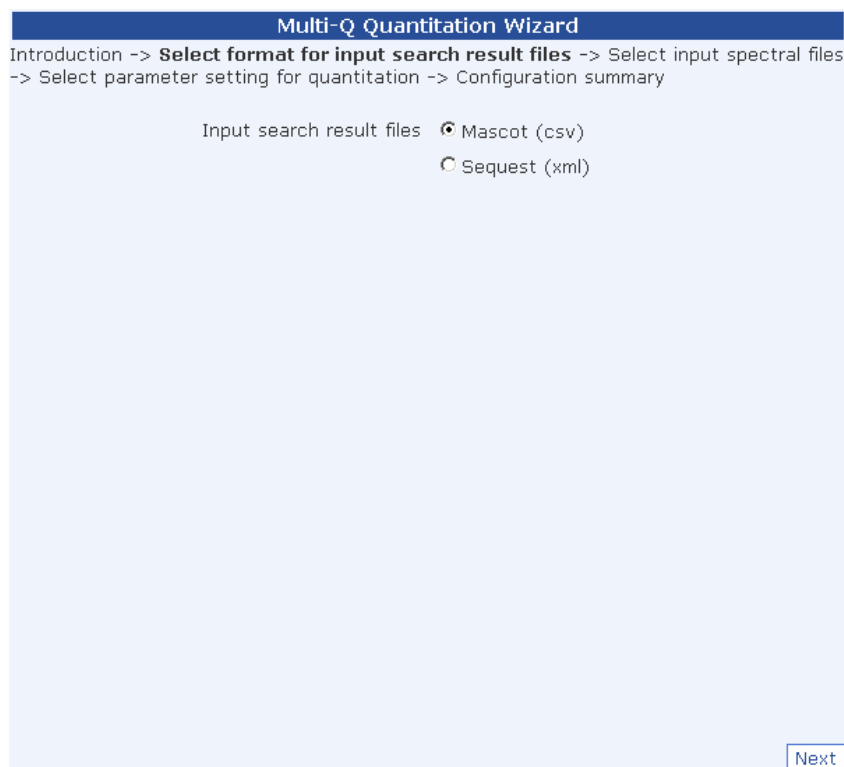 Multi-Q Quantitation Wizard
Introduction -> Select format for input search result files -> Select input spectral files
-> Select parameter setting for quantitation -> Configuration summary
Input search result files Mascot (csv)
Sequest (xml)
Next